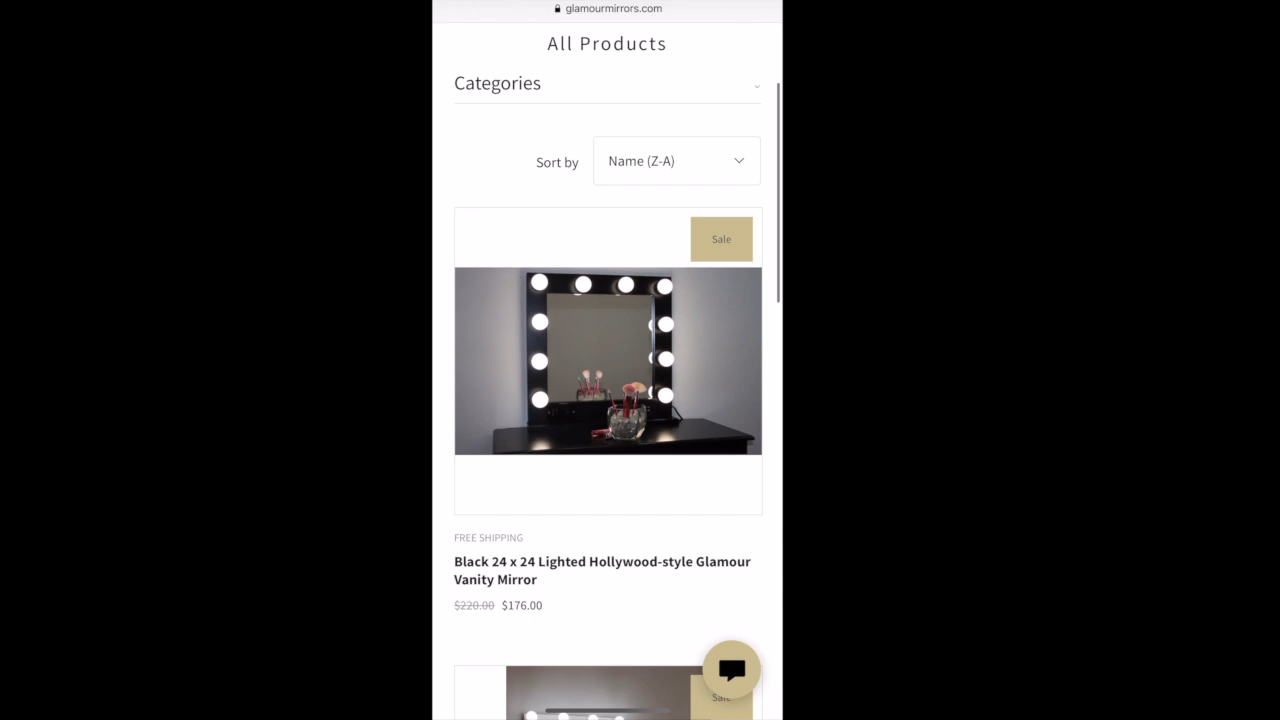 glamourmirrors.com
All Products
Categories
Sort by
Name (Z-A)
Sale
FREE SHIPPING
Black 24 x 24 Lighted Hollywood-style Glamour
Vanity Mirror
$220.00 $176.00
Sale